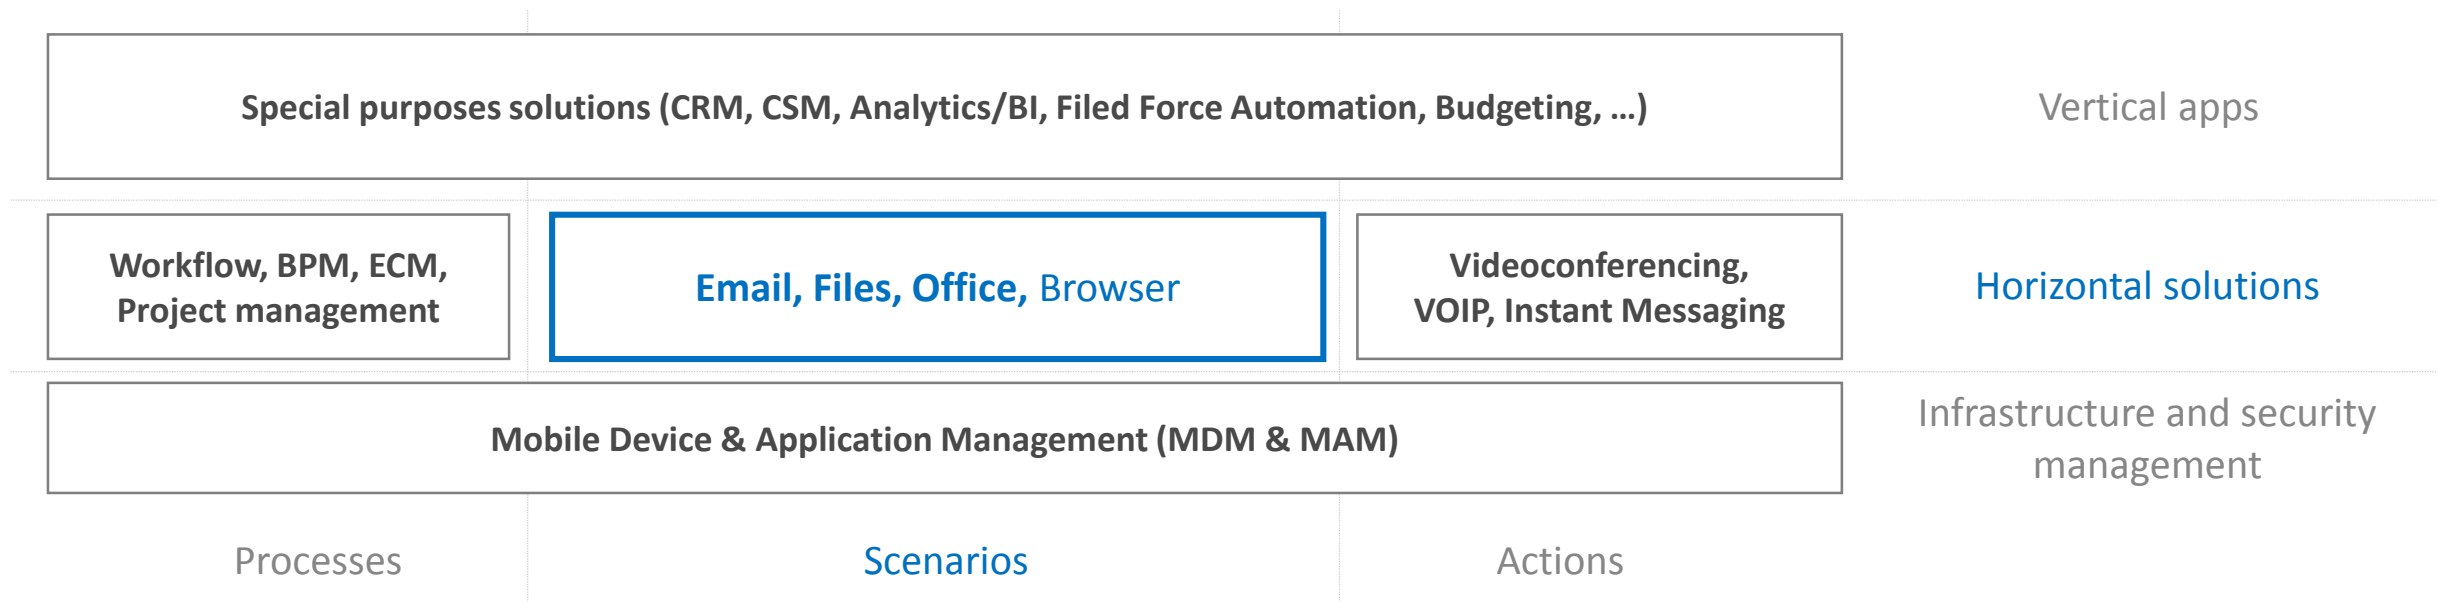 Special purposes solutions (CRM, CSM, Analytics/BI, Filed Force Automation, Budgeting, …)
Vertical apps
Workflow, BPM, ECM,
Project management
Email, Files, Office, Browser
Videoconferencing,
VOIP, Instant Messaging
Horizontal solutions
Mobile Device & Application Management (MDM & MAM)
Infrastructure and security
management
Processes
Scenarios
Actions